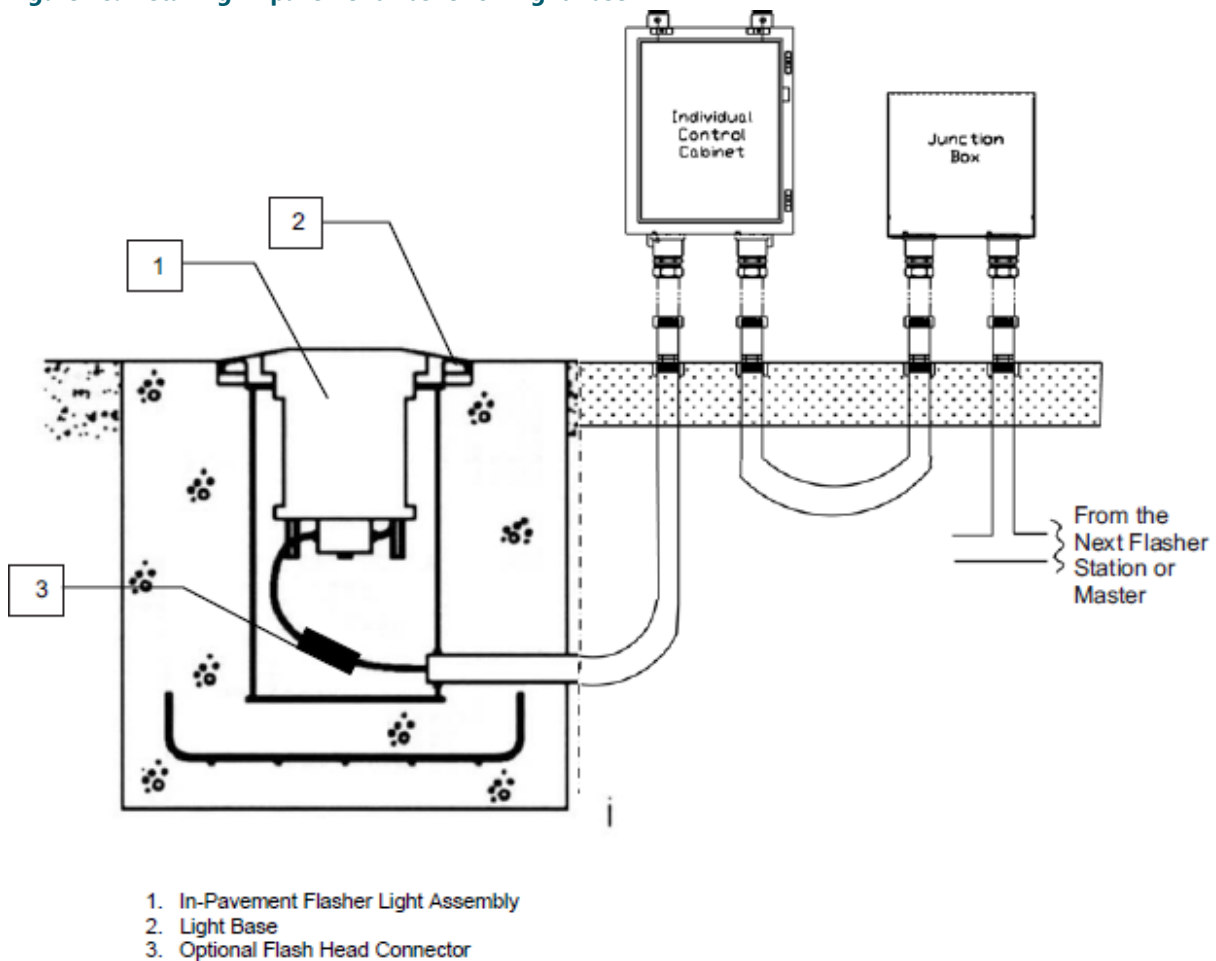 Individual
Control
Cabinet
Junction
Box
2
1
3
From the
Next Flasher
Station or
Master
i
1. In-Pavement Flasher Light Assembly
2. Light Base
3. Optional Flash Head Connector